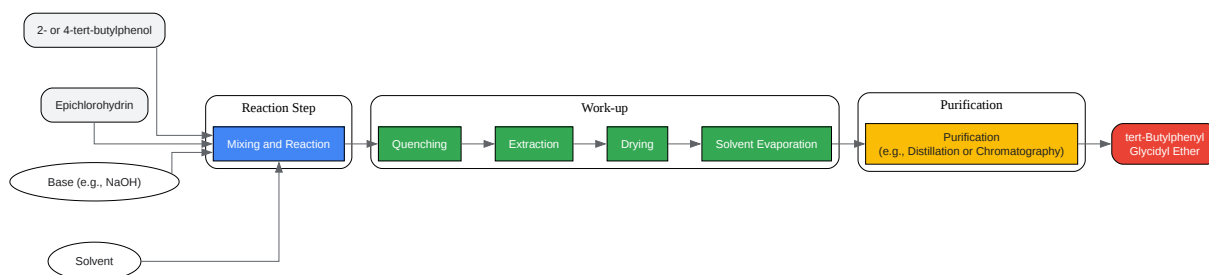 2- or 4-tert-butylphenol
Epichlorohydrin
Base (e.g., NaOH)
Solvent
Reaction Step
Mixing and Reaction
Work-up
Quenching
Extraction
Drying
Solvent Evaporation
Purification
Purification
(e.g., Distillation or Chromatography)
tert-Butylphenyl
Glycidyl Ether